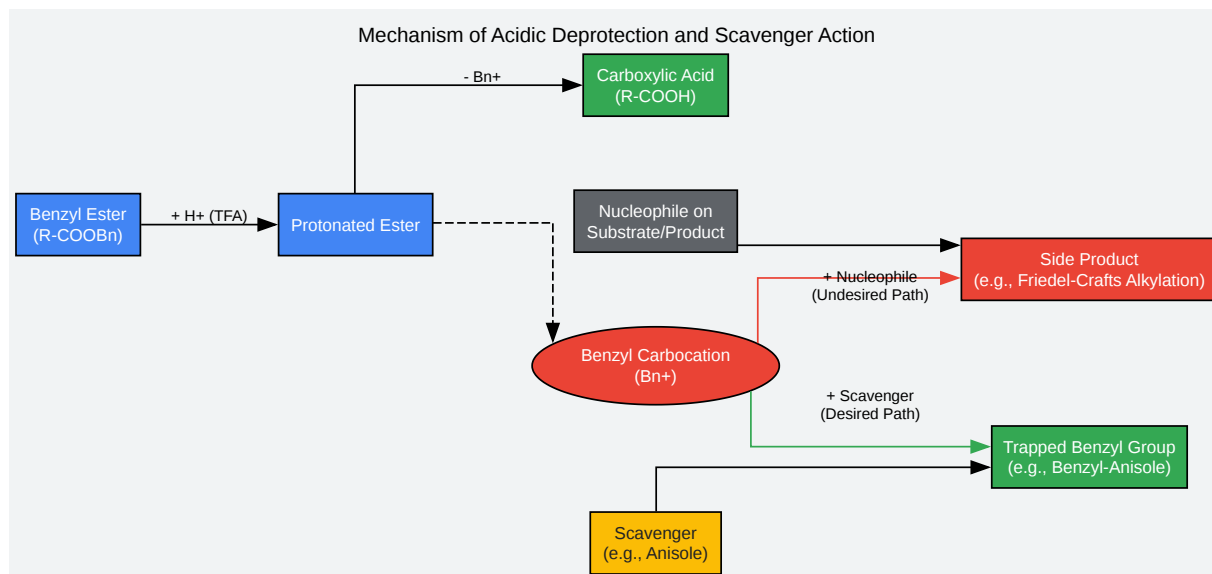 Mechanism of Acidic Deprotection and Scavenger Action
- Bn+
Carboxylic Acid
(R-COOH)
Benzyl Ester
(R-COOBn)
+ H+ (TFA)
Protonated Ester
Nucleophile on
Substrate/Product
Side Product
(e.g., Friedel-Crafts Alkylation)
+ Nucleophile
(Undesired Path)
Benzyl Carbocation
(Bn+)
+ Scavenger
(Desired Path)
Trapped Benzyl Group
(e.g., Benzyl-Anisole)
Scavenger
(e.g., Anisole)